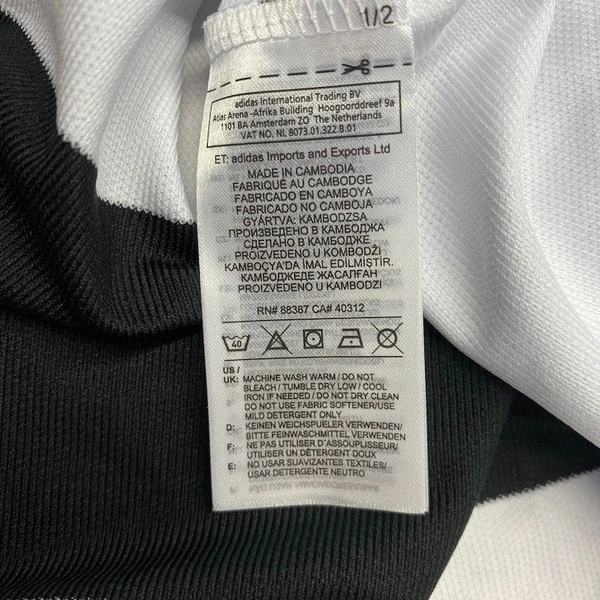 1/2
adidas International Trading BV
Atlas Arena -Afrika Building Hoogoorddreef 9a
1101 BA Amsterdam ZO The Netherlands
VAT NO. NL 8073.01.322.B.01
ET: adidas Imports and Exports Ltd
MADE IN CAMBODIA
FABRIQUÉ AU CAMBODGE
FABRICADO EN CAMBOYA
FABRICADO NO CAMBOJA
GYÁRTVA: KAMBODZSA
ПРОИЗВЕДЕНО В КАМБОДЖА
СДЕЛАНО В КАМБОДЖЕ
PROIZVEDENO U KOMBODŽI
KAMBOÇYA'DA İMAL EDİLMİŞTİR.
КАМБОДЖЕДЕ ЖАСАЛҒАН
PROIZVEDENO U KAMBODZI
RN# 88387 CA# 40312
40
US /
UK: MACHINE WASH WARM / DO NOT
BLEACH / TUMBLE DRY LOW / COOL
IRON IF NEEDED / DO NOT DRY CLEAN
DO NOT USE FABRIC SOFTENER/USE
MILD DETERGENT ONLY
D: KEINEN WEICHSPUELER VERWENDEN/
BITTE FEINWASCHMITTEL VERWENDEN
F: NE PAS UTILISER D'ASSOUPLISSEUR/
UTILISER UN DÉTERGENT DOUX
E: NO USAR SUAVIZANTES TEXTILES/
USAR DETERGENTE NEUTRO